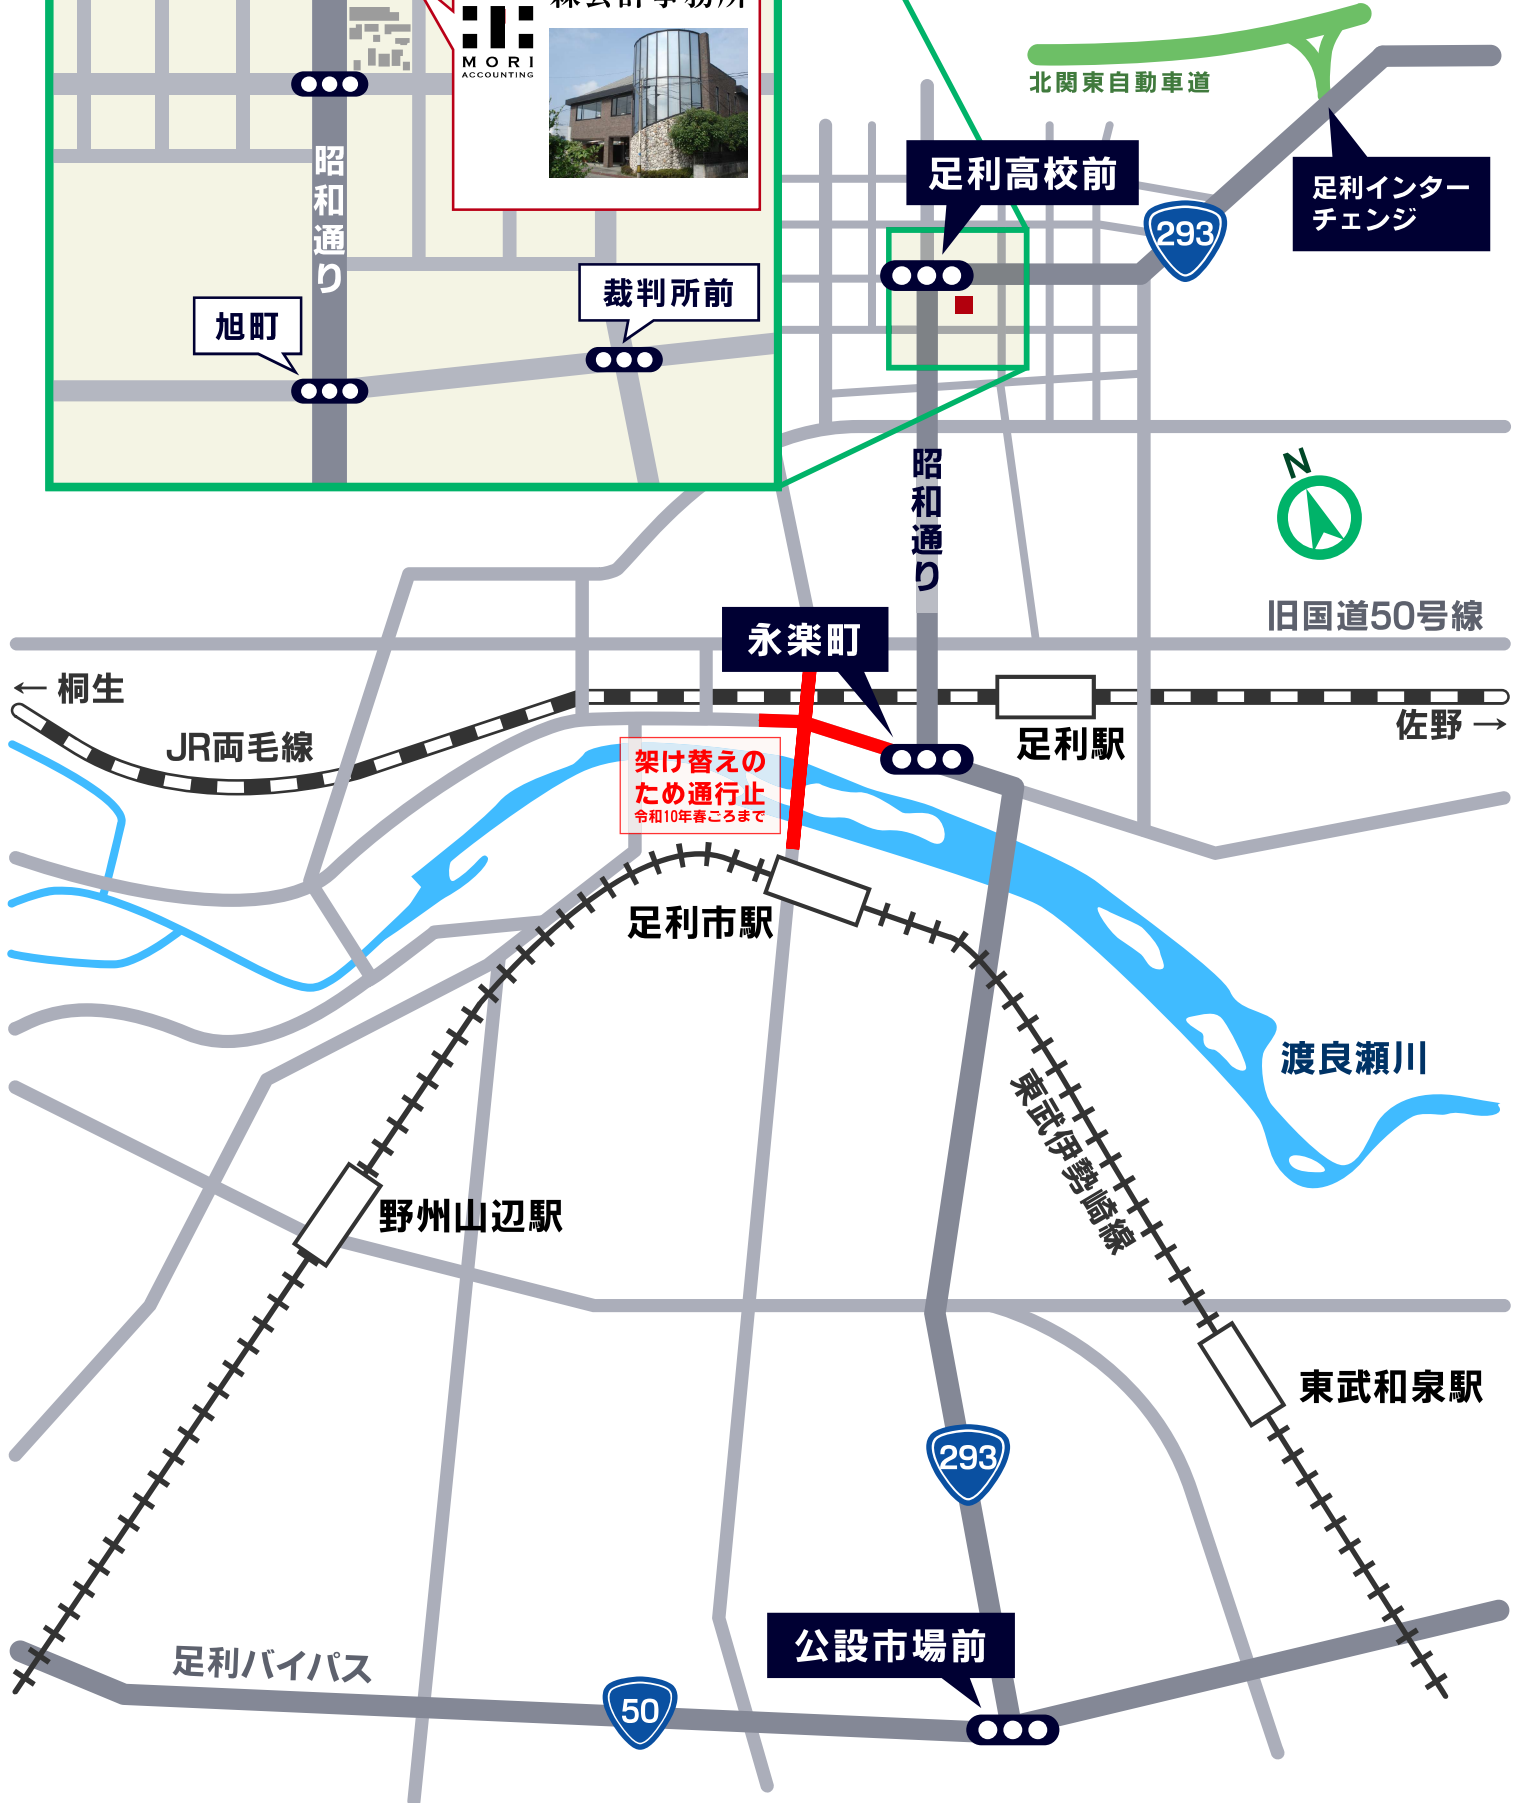 森会計事務所
MORI
ACCOUNTING
北関東自動車道
昭和通り
足利高校前
足利インター
チェンジ
293
裁判所前
旭町
昭和通り
N
旧国道50号線
永楽町
← 桐生
佐野 →
JR両毛線
足利駅
架け替えの
ため通行止
令和10年春ごろまで
足利市駅
渡良瀬川
東武伊勢崎線
野州山辺駅
東武和泉駅
293
公設市場前
足利バイパス
50